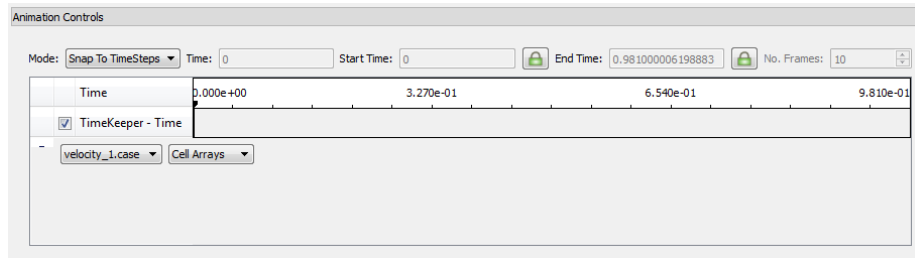 Animation Controls
Mode: Snap To TimeSteps Time: 0 Start Time: 0 End Time: 0.981000006198883 No. Frames: 10
Time 0.000e+00 3.270e-01 6.540e-01 9.810e-01
TimeKeeper - Time
velocity_1.case Cell Arrays